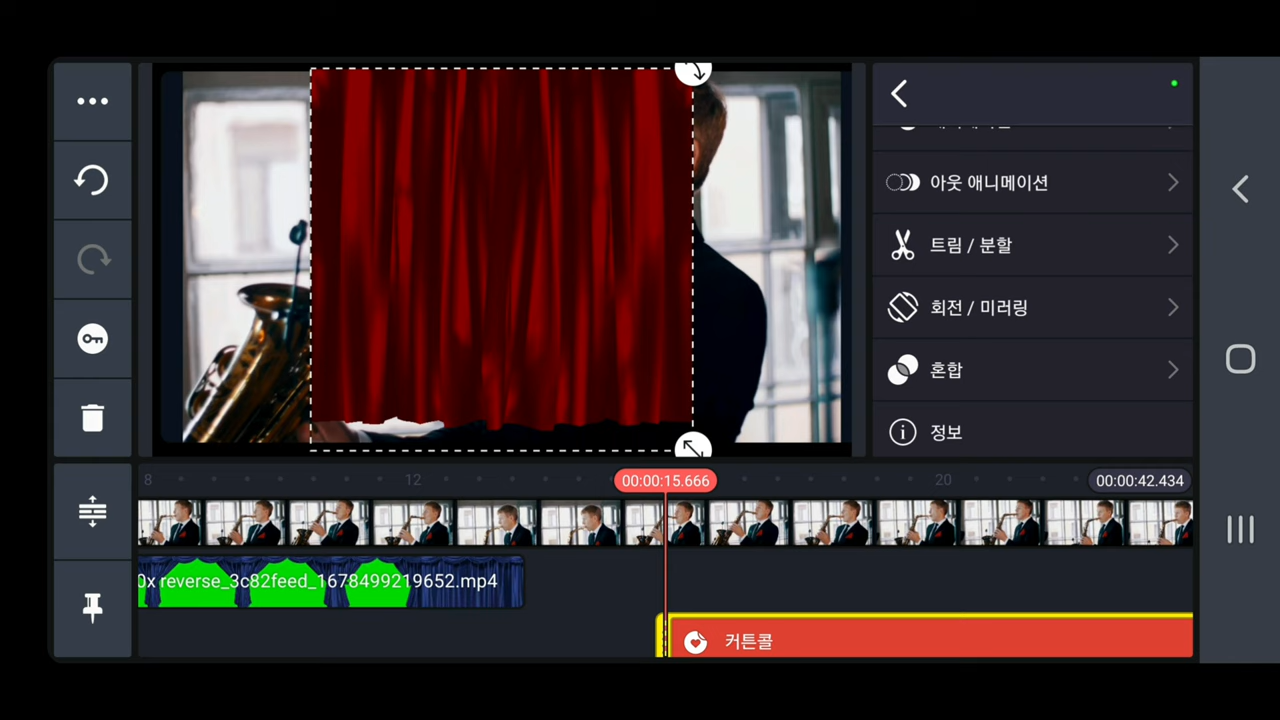 아웃 애니메이션
트림 / 분할
회전 / 미러링
혼합
정보
8
12
00:00:15.666
20
00:00:42.434
0x reverse_3c82feed_1678499219652.mp4
커튼콜